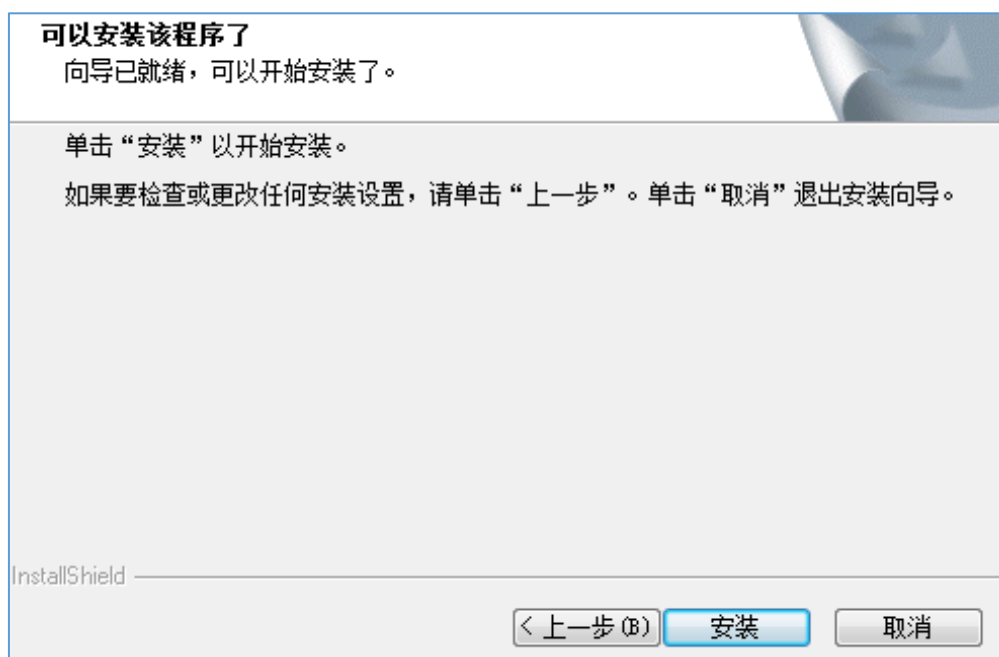 可以安装该程序了
向导已就绪，可以开始安装了。
单击“安装”以开始安装。
如果要检查或更改任何安装设置，请单击“上一步”。单击“取消”退出安装向导。
InstallShield
< 上一步(B)
安装
取消